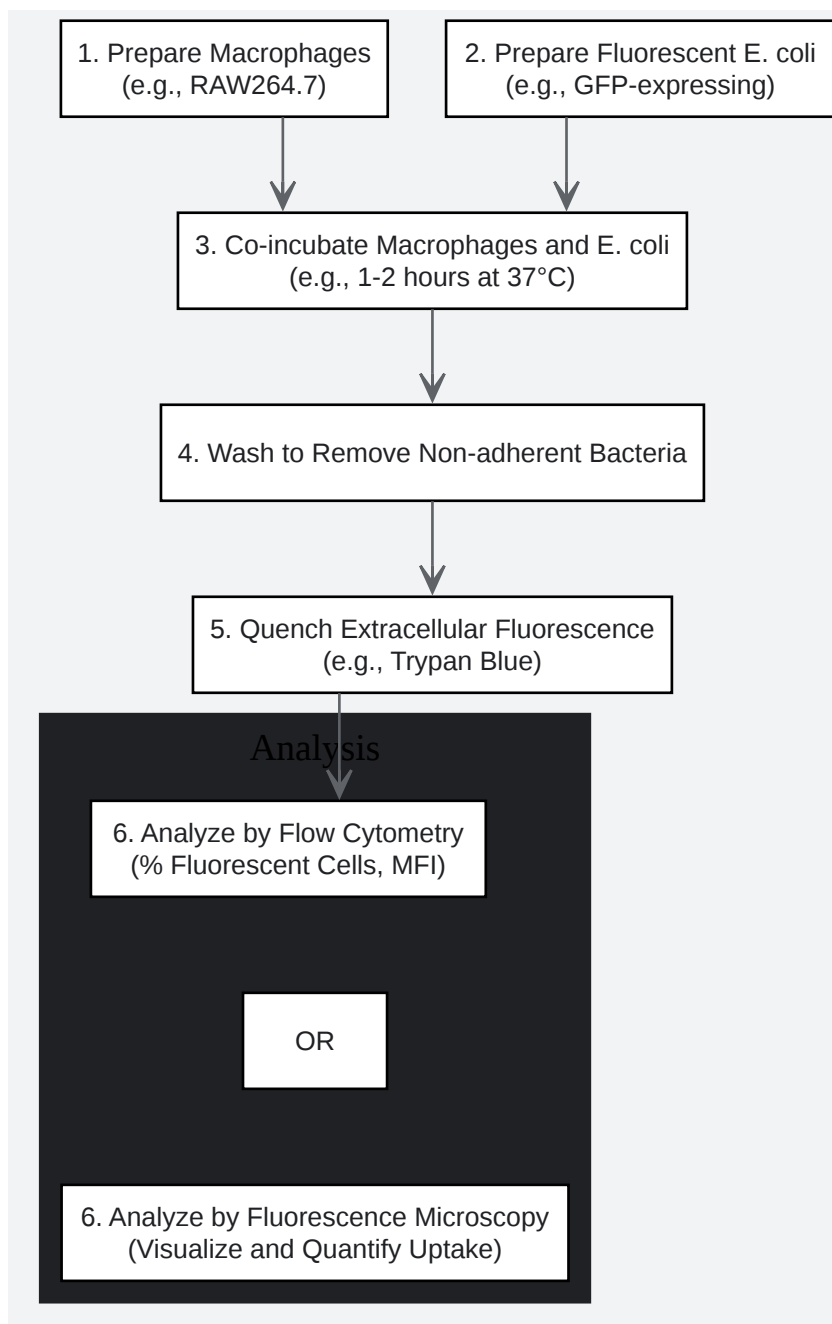 1. Prepare Macrophages
(e.g., RAW264.7)
2. Prepare Fluorescent E. coli
(e.g., GFP-expressing)
3. Co-incubate Macrophages and E. coli
(e.g., 1-2 hours at 37°C)
4. Wash to Remove Non-adherent Bacteria
5. Quench Extracellular Fluorescence
(e.g., Trypan Blue)
Analysis
6. Analyze by Flow Cytometry
(% Fluorescent Cells, MFI)
OR
6. Analyze by Fluorescence Microscopy
(Visualize and Quantify Uptake)